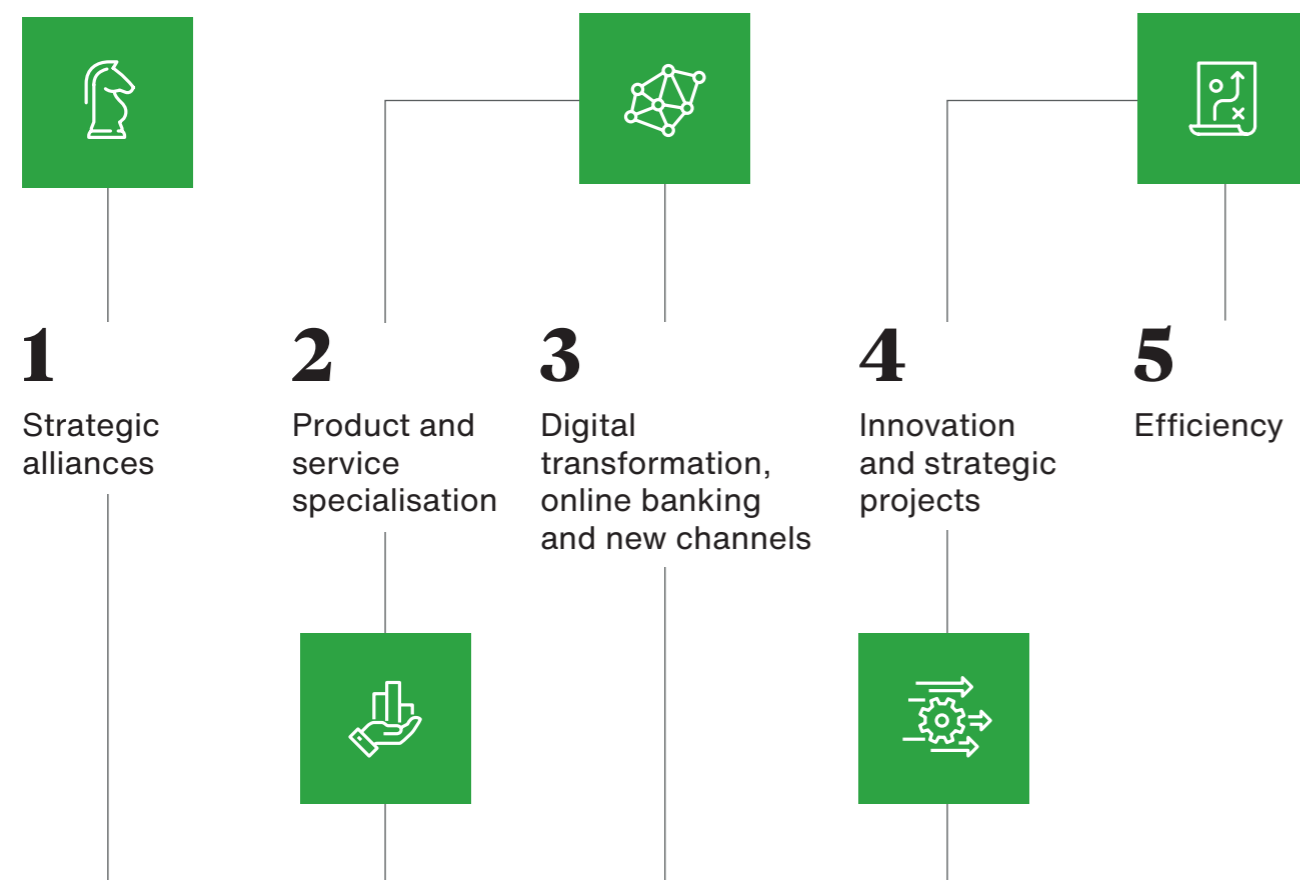 1
Strategic
alliances
2
Product and
service
specialisation
3
Digital
transformation,
online banking
and new channels
4
Innovation
and strategic
projects
5
Efficiency